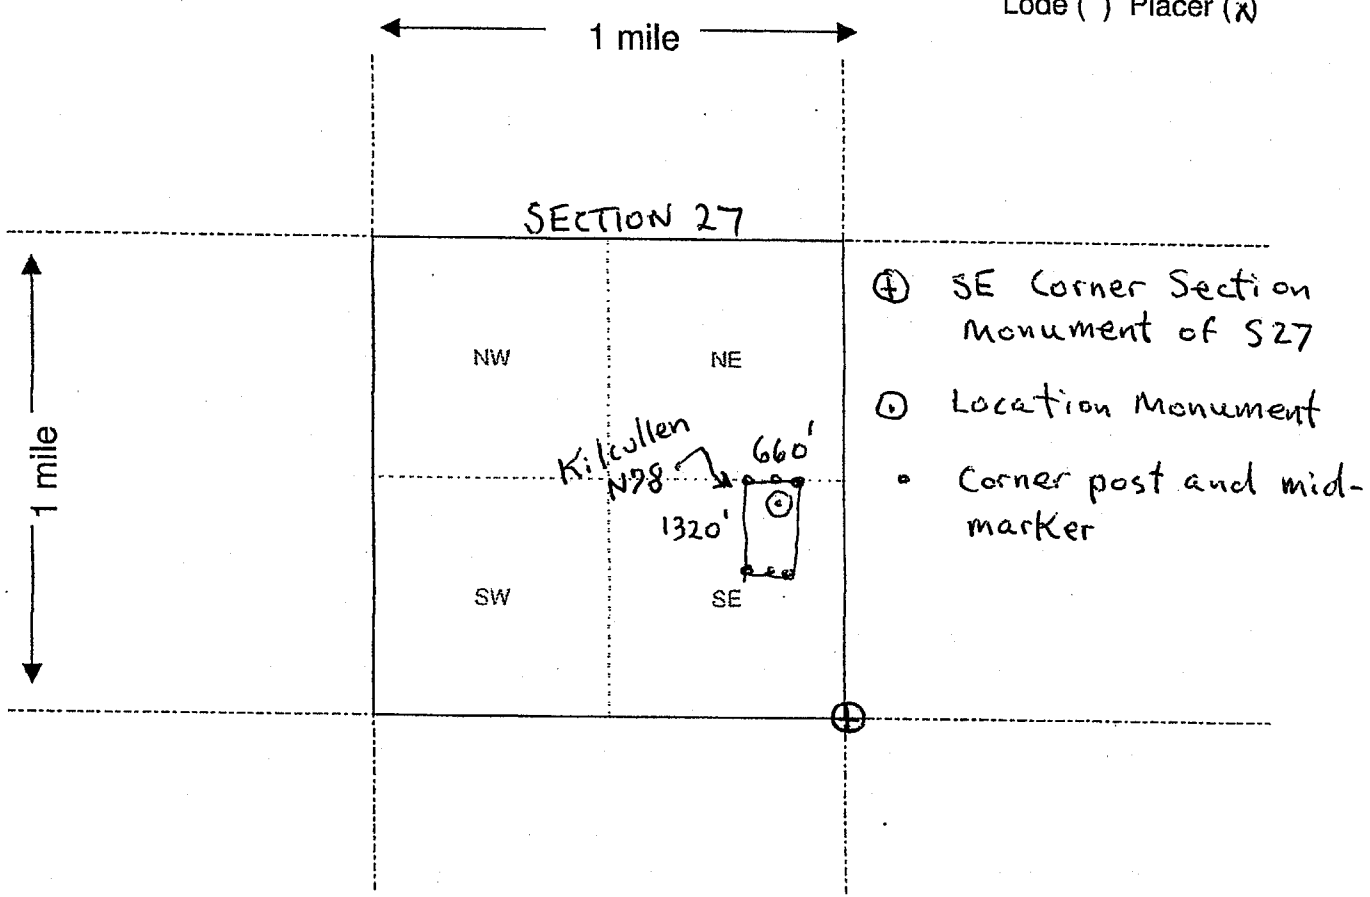 Lode ( ) Placer (X)
1 mile
SECTION 27
NW
NE
⊕ SE Corner Section
Monument of S27
⊙ Location Monument
• Corner post and mid-
marker
1 mile
Kilcullen
N78
660'
1320'
SW
SE